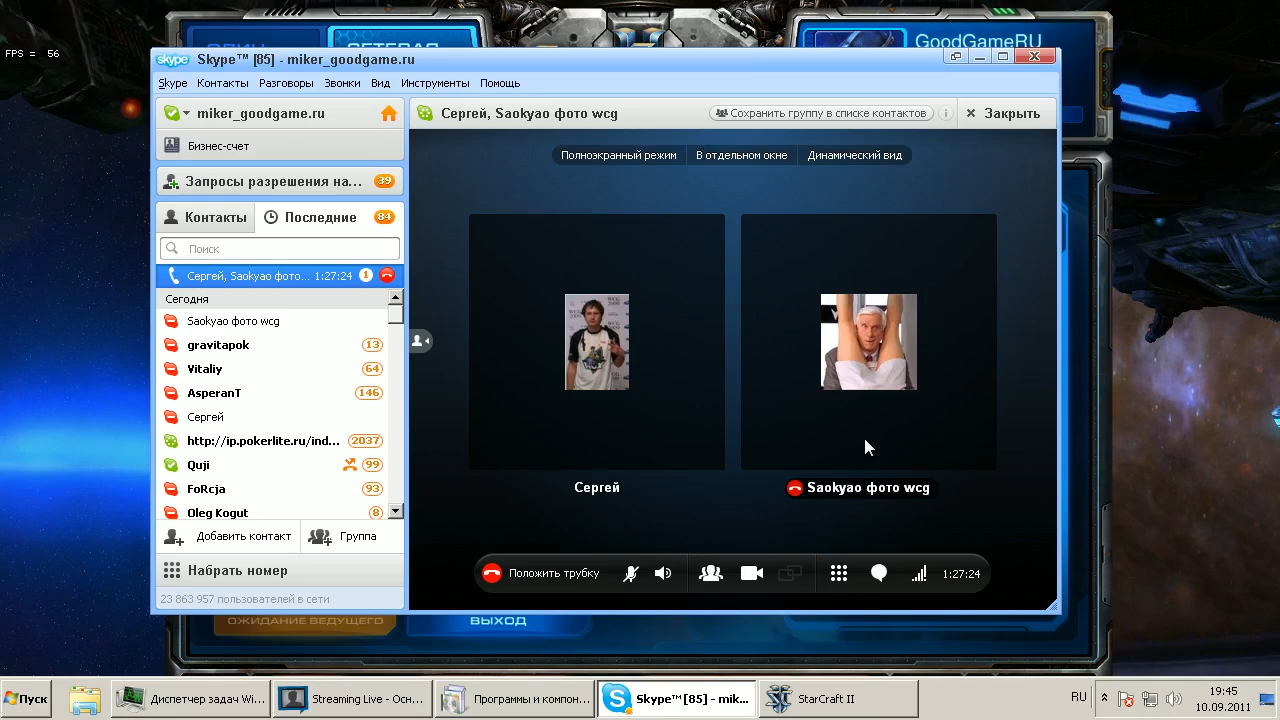 FPS = 56
GoodGameRU
skype Skype™ [85] - miker_goodgame.ru
Skype Контакты Разговоры Звонки Вид Инструменты Помощь
miker_goodgame.ru
Бизнес-счет
Запросы разрешения на... 39
Контакты Последние 84
Поиск
Сергей, Saokyao фото... 1:27:24 1
Сегодня
Saokyao фото wcg
gravitapok 13
Vitaliy 64
AsperanT 146
Сергей
http://ip.pokerlite.ru/ind... 2037
Quji 99
FoRcja 93
Oleg Kogut 8
Добавить контакт Группа
Набрать номер
23 863 957 пользователей в сети
Сергей, Saokyao фото wcg Сохранить группу в списке контактов Закрыть
Полноэкранный режим В отдельном окне Динамический вид
Сергей Saokyao фото wcg
Положить трубку 1:27:24
ОЖИДАНИЕ ВЕДУЩЕГО ВЫХОД
Пуск Диспетчер задач Wi... Streaming Live - Осн... Программы и компон... Skype™ [85] - mik... StarCraft II RU 19:45
10.09.2011